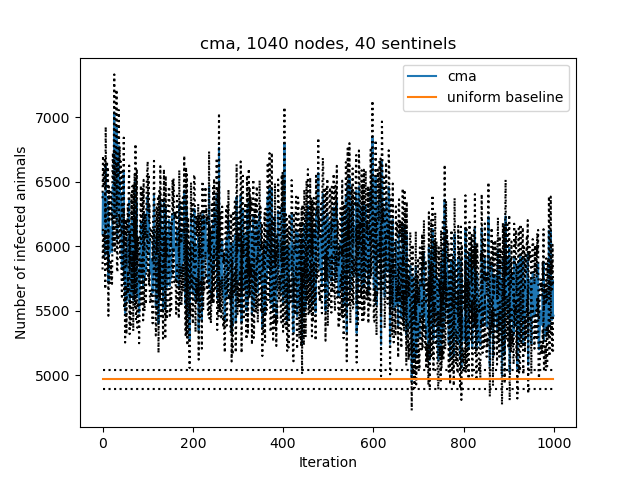 cma, 1040 nodes, 40 sentinels
cma
uniform baseline
Number of infected animals
7000
6500
6000
5500
5000
0
200
400
600
800
1000
Iteration